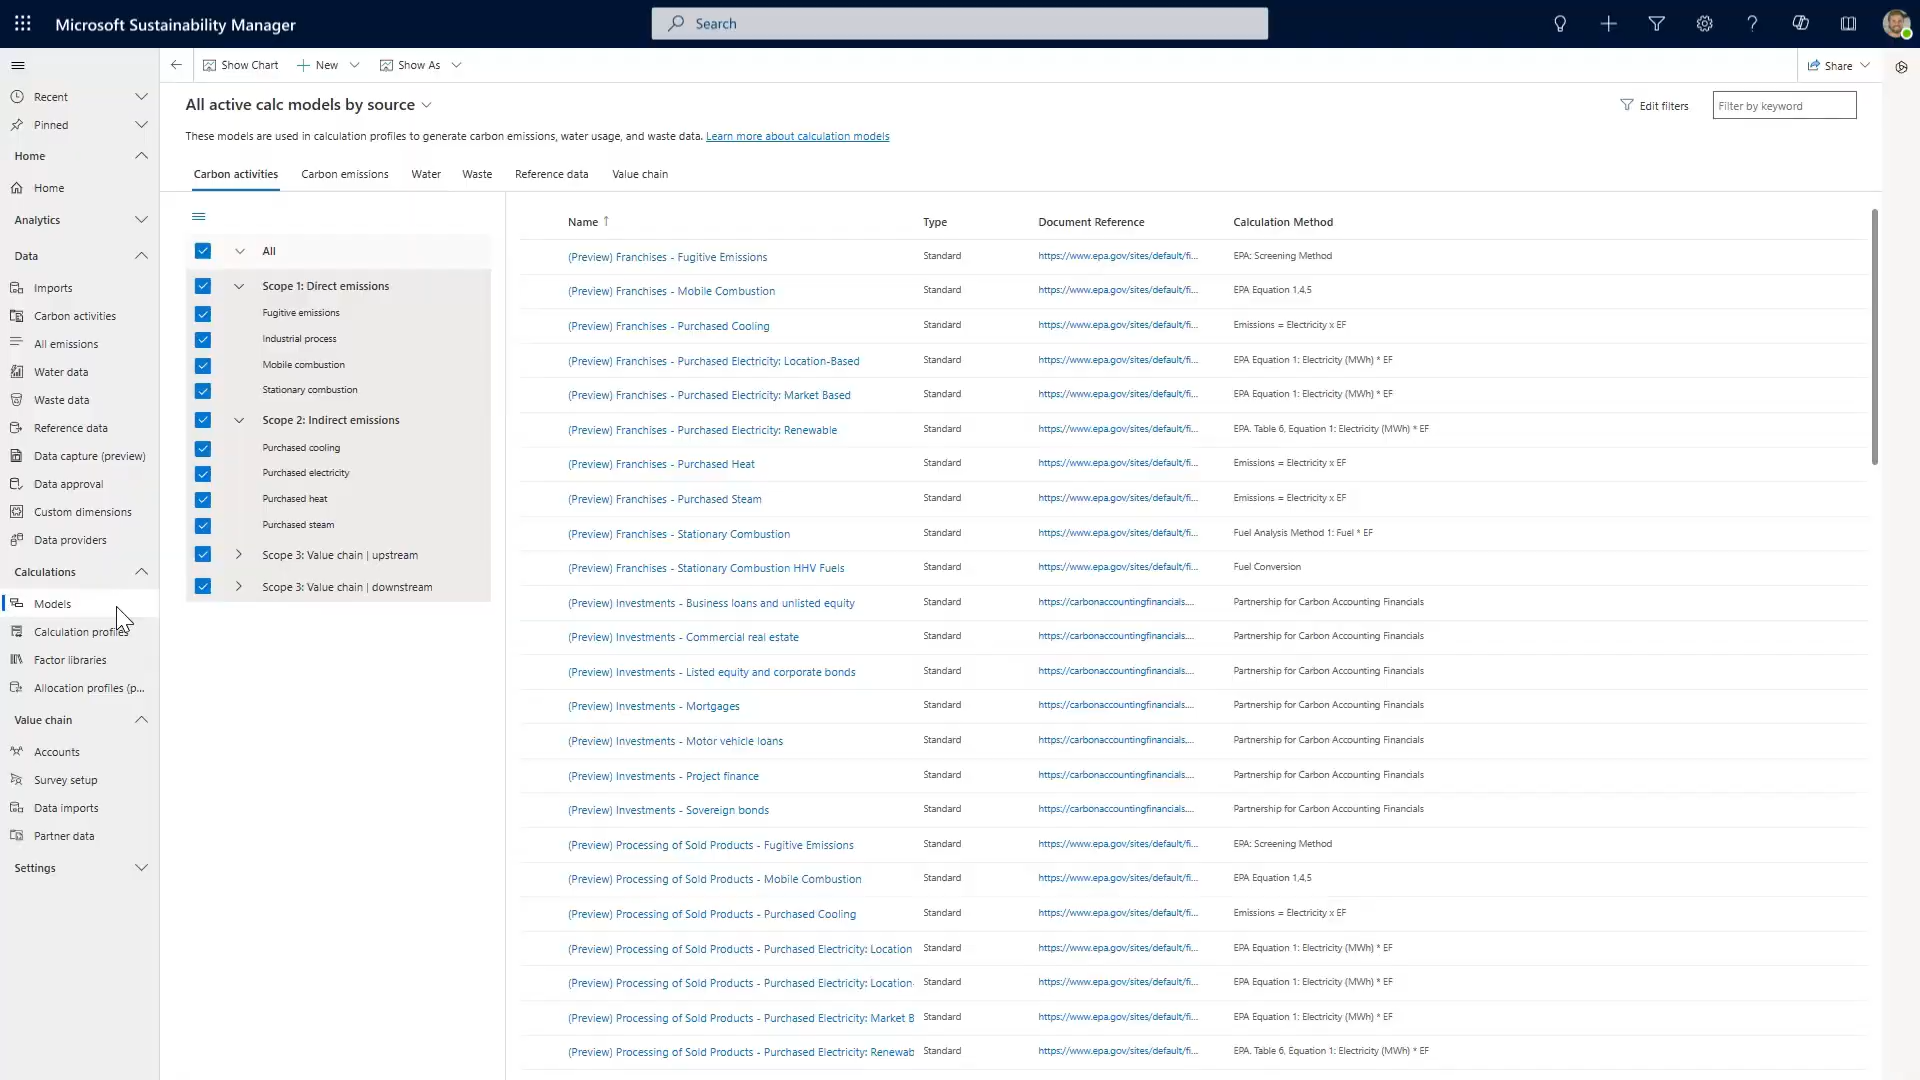 Microsoft Sustainability Manager
Search
Show Chart
New
Show As
Share
Recent
Pinned
Home
Home
Analytics
Data
Imports
Carbon activities
All emissions
Water data
Waste data
Reference data
Data capture (preview)
Data approval
Custom dimensions
Data providers
Calculations
Models
Calculation profiles
Factor libraries
Allocation profiles (p...
Value chain
Accounts
Survey setup
Data imports
Partner data
Settings
All active calc models by source
Edit filters
Filter by keyword
These models are used in calculation profiles to generate carbon emissions, water usage, and waste data. Learn more about calculation models
Carbon activities Carbon emissions Water Waste Reference data Value chain
All
Scope 1: Direct emissions
Fugitive emissions
Industrial process
Mobile combustion
Stationary combustion
Scope 2: Indirect emissions
Purchased cooling
Purchased electricity
Purchased heat
Purchased steam
Scope 3: Value chain | upstream
Scope 3: Value chain | downstream
Name ↑ Type Document Reference Calculation Method
(Preview) Franchises - Fugitive Emissions Standard https://www.epa.gov/sites/default/fi... EPA: Screening Method
(Preview) Franchises - Mobile Combustion Standard https://www.epa.gov/sites/default/fi... EPA Equation 1,4,5
(Preview) Franchises - Purchased Cooling Standard https://www.epa.gov/sites/default/fi... Emissions = Electricity x EF
(Preview) Franchises - Purchased Electricity: Location-Based Standard https://www.epa.gov/sites/default/fi... EPA Equation 1: Electricity (MWh) * EF
(Preview) Franchises - Purchased Electricity: Market Based Standard https://www.epa.gov/sites/default/fi... EPA Equation 1: Electricity (MWh) * EF
(Preview) Franchises - Purchased Electricity: Renewable Standard https://www.epa.gov/sites/default/fi... EPA. Table 6, Equation 1: Electricity (MWh) * EF
(Preview) Franchises - Purchased Heat Standard https://www.epa.gov/sites/default/fi... Emissions = Electricity x EF
(Preview) Franchises - Purchased Steam Standard https://www.epa.gov/sites/default/fi... Emissions = Electricity x EF
(Preview) Franchises - Stationary Combustion Standard https://www.epa.gov/sites/default/fi... Fuel Analysis Method 1: Fuel * EF
(Preview) Franchises - Stationary Combustion HHV Fuels Standard https://www.epa.gov/sites/default/fi... Fuel Conversion
(Preview) Investments - Business loans and unlisted equity Standard https://carbonaccountingfinancials.... Partnership for Carbon Accounting Financials
(Preview) Investments - Commercial real estate Standard https://carbonaccountingfinancials.... Partnership for Carbon Accounting Financials
(Preview) Investments - Listed equity and corporate bonds Standard https://carbonaccountingfinancials.... Partnership for Carbon Accounting Financials
(Preview) Investments - Mortgages Standard https://carbonaccountingfinancials.... Partnership for Carbon Accounting Financials
(Preview) Investments - Motor vehicle loans Standard https://carbonaccountingfinancials.... Partnership for Carbon Accounting Financials
(Preview) Investments - Project finance Standard https://carbonaccountingfinancials.... Partnership for Carbon Accounting Financials
(Preview) Investments - Sovereign bonds Standard https://carbonaccountingfinancials.... Partnership for Carbon Accounting Financials
(Preview) Processing of Sold Products - Fugitive Emissions Standard https://www.epa.gov/sites/default/fi... EPA: Screening Method
(Preview) Processing of Sold Products - Mobile Combustion Standard https://www.epa.gov/sites/default/fi... EPA Equation 1,4,5
(Preview) Processing of Sold Products - Purchased Cooling Standard https://www.epa.gov/sites/default/fi... Emissions = Electricity x EF
(Preview) Processing of Sold Products - Purchased Electricity: Location Standard https://www.epa.gov/sites/default/fi... EPA Equation 1: Electricity (MWh) * EF
(Preview) Processing of Sold Products - Purchased Electricity: Location- Standard https://www.epa.gov/sites/default/fi... EPA Equation 1: Electricity (MWh) * EF
(Preview) Processing of Sold Products - Purchased Electricity: Market B Standard https://www.epa.gov/sites/default/fi... EPA Equation 1: Electricity (MWh) * EF
(Preview) Processing of Sold Products - Purchased Electricity: Renewab Standard https://www.epa.gov/sites/default/fi... EPA. Table 6, Equation 1: Electricity (MWh) * EF